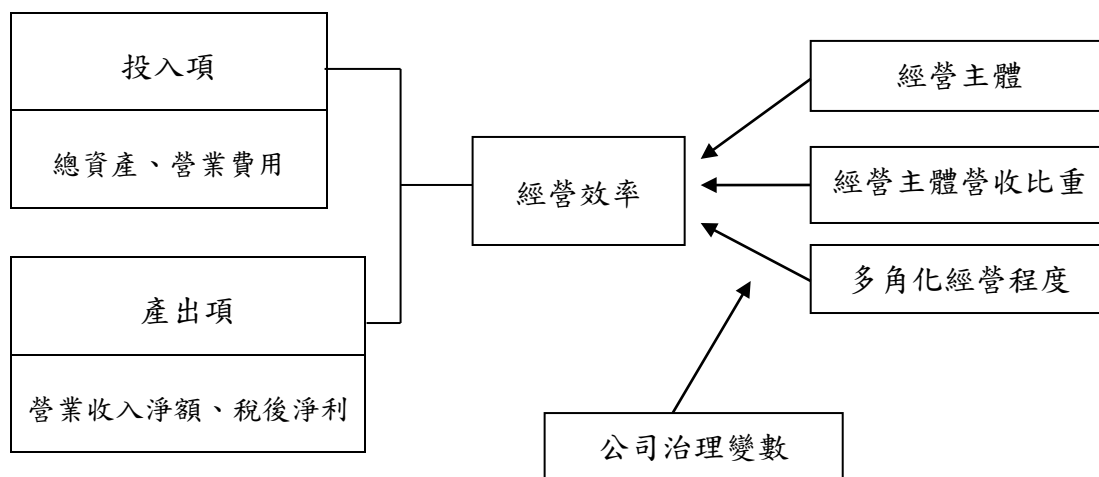 投入項
總資產、營業費用
產出項
營業收入淨額、稅後淨利
經營效率
經營主體
經營主體營收比重
多角化經營程度
公司治理變數